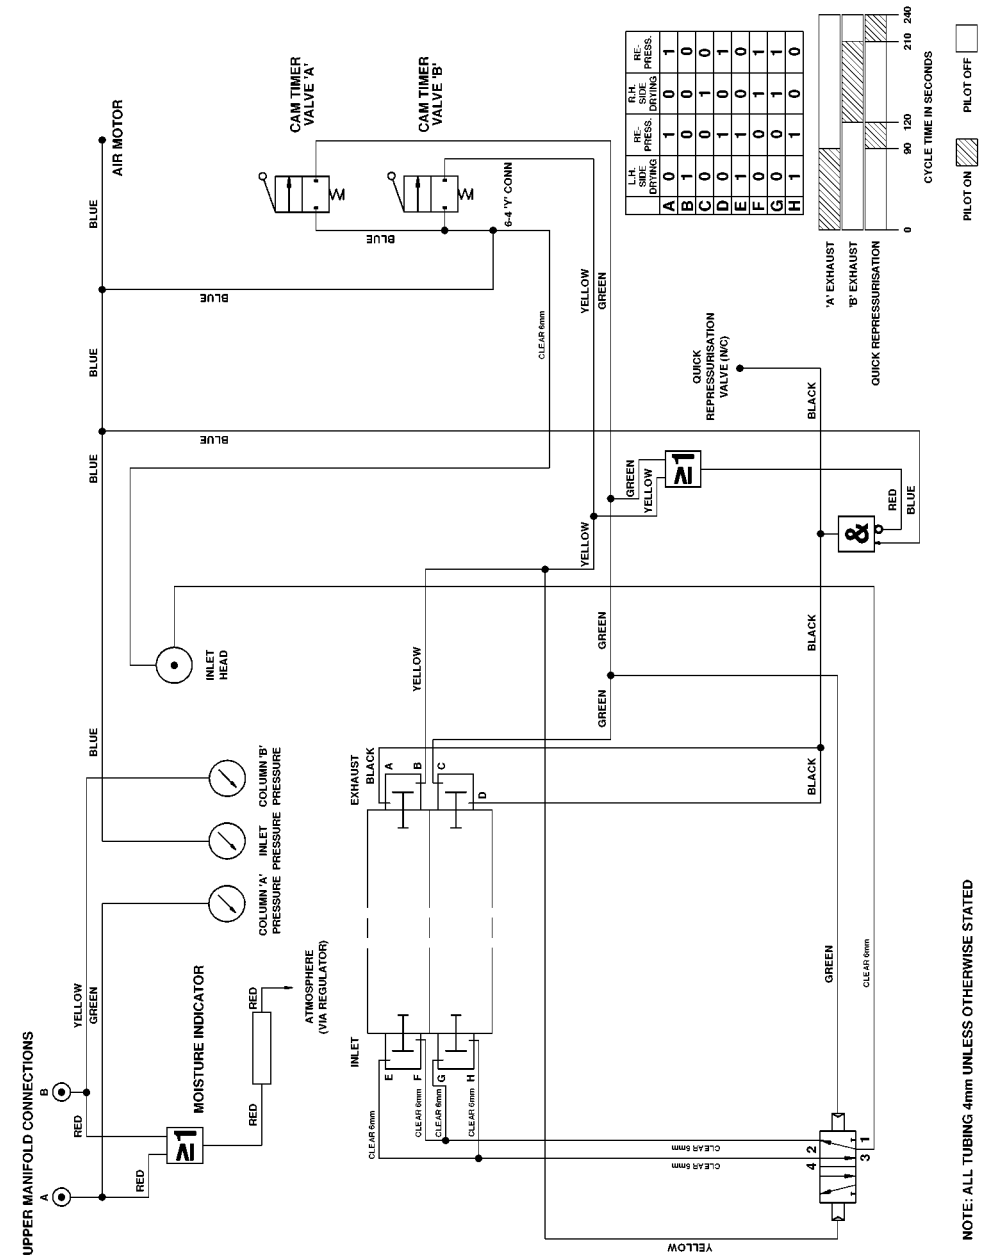 UPPER MANIFOLD CONNECTIONS
A
B
RED
RED
YELLOW
GREEN
BLUE
BLUE
BLUE
BLUE
AIR MOTOR
MOISTURE INDICATOR
≥1
RED
RED
COLUMN 'A'
PRESSURE
INLET
PRESSURE
COLUMN 'B'
PRESSURE
INLET
HEAD
BLUE
BLUE
CAM TIMER
VALVE 'A'
CAM TIMER
VALVE 'B'
BLUE
6-4 'Y' CONN
ATMOSPHERE
(VIA REGULATOR)
INLET
EXHAUST
BLACK
E
F
G
H
A
B
C
D
CLEAR 6mm
CLEAR 6mm
CLEAR 6mm
CLEAR 6mm
YELLOW
CLEAR 6mm
YELLOW
YELLOW
GREEN
GREEN
GREEN
GREEN
YELLOW
≥1
CLEAR 6mm
CLEAR 6mm
YELLOW
QUICK
REPRESSURISATION
VALVE (N/C)
BLACK
BLACK
BLACK
&
RED
BLUE
4
2
3
1
GREEN
CLEAR 6mm
L.H. SIDE DRYING RE-PRESS. R.H. SIDE DRYING RE-PRESS.
A 0 1 0 1
B 1 0 0 0
C 0 0 1 0
D 0 1 0 1
E 1 1 0 0
F 0 0 1 1
G 0 0 1 1
H 1 1 0 0
'A' EXHAUST
'B' EXHAUST
QUICK REPRESSURISATION
0 90 120 210 240
CYCLE TIME IN SECONDS
PILOT ON
PILOT OFF
NOTE: ALL TUBING 4mm UNLESS OTHERWISE STATED